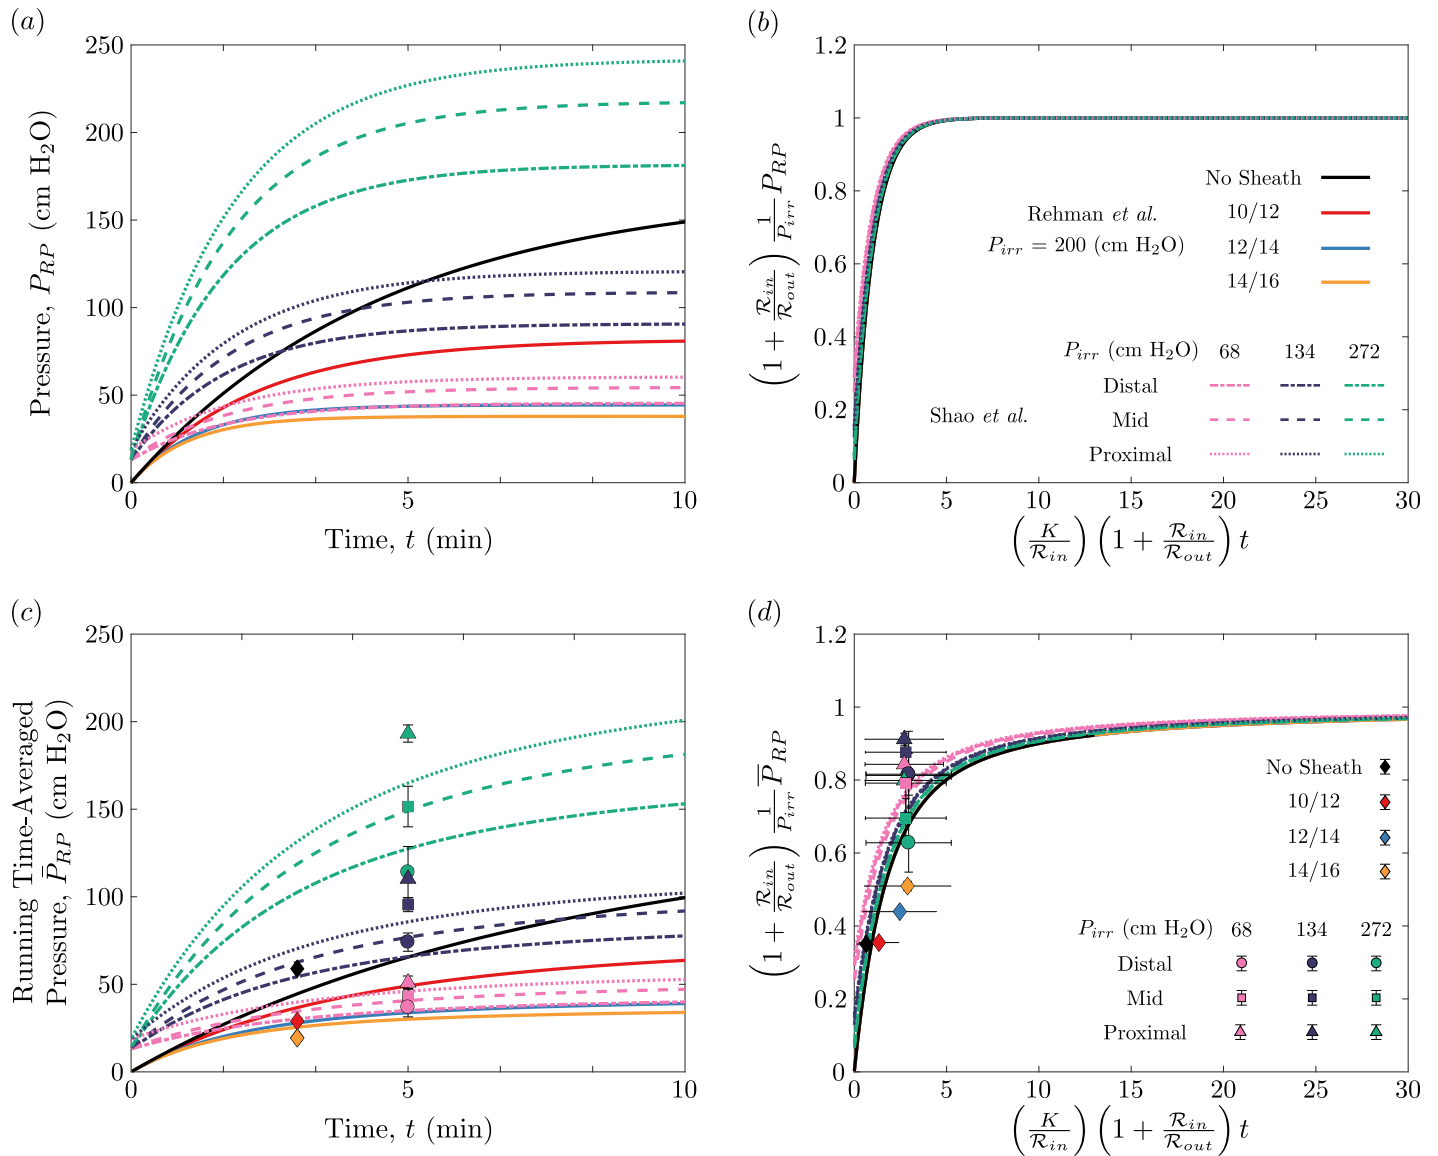 (a)
250
200
150
100
50
0
0 5 10
Pressure, P_RP (cm H₂O)
Time, t (min)
(b)
1.2
1
0.8
0.6
0.4
0.2
0
0 5 10 15 20 25 30
(1 + R_in/R_out) 1/P_irr P_RP
(K/R_in) (1 + R_in/R_out) t
No Sheath
Rehman et al. 10/12
P_irr = 200 (cm H₂O) 12/14
14/16
P_irr (cm H₂O) 68 134 272
Distal
Shao et al. Mid
Proximal
(c)
250
200
150
100
50
0
0 5 10
Running Time-Averaged
Pressure, P̅_RP (cm H₂O)
Time, t (min)
(d)
1.2
1
0.8
0.6
0.4
0.2
0
0 5 10 15 20 25 30
(1 + R_in/R_out) 1/P_irr P̅_RP
(K/R_in) (1 + R_in/R_out) t
No Sheath
10/12
12/14
14/16
P_irr (cm H₂O) 68 134 272
Distal
Mid
Proximal